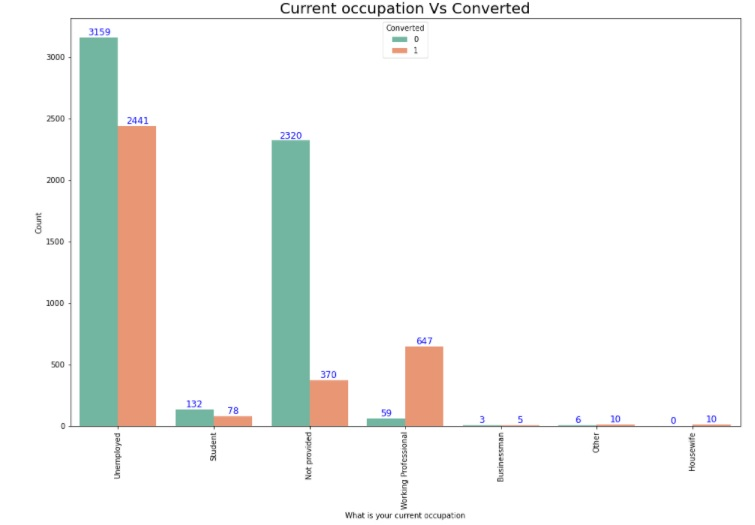 Current occupation Vs Converted
Converted
0
1
3159
2441
132
78
2320
370
59
647
3
5
6
10
0
10
3000
2500
2000
1500
1000
500
0
Count
Unemployed
Student
Not provided
Working Professional
Businessman
Other
Housewife
What is your current occupation